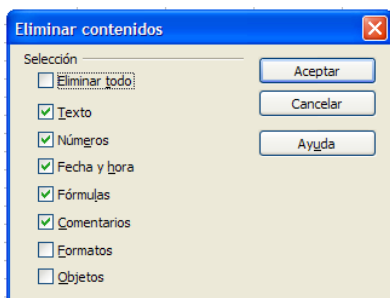 Eliminar contenidos
Selección
Eliminar todo
Aceptar
Texto
Cancelar
Números
Ayuda
Fecha y hora
Fórmulas
Comentarios
Formatos
Objetos